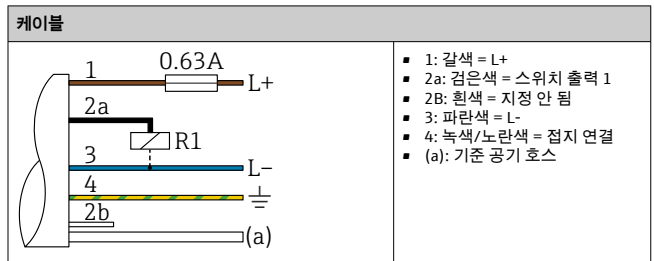 케이블
1
0.63A
L+
2a
R1
3
L–
4
2b
(a)
▪ 1: 갈색 = L+
▪ 2a: 검은색 = 스위치 출력 1
▪ 2B: 흰색 = 지정 안 됨
▪ 3: 파란색 = L-
▪ 4: 녹색/노란색 = 접지 연결
▪ (a): 기준 공기 호스